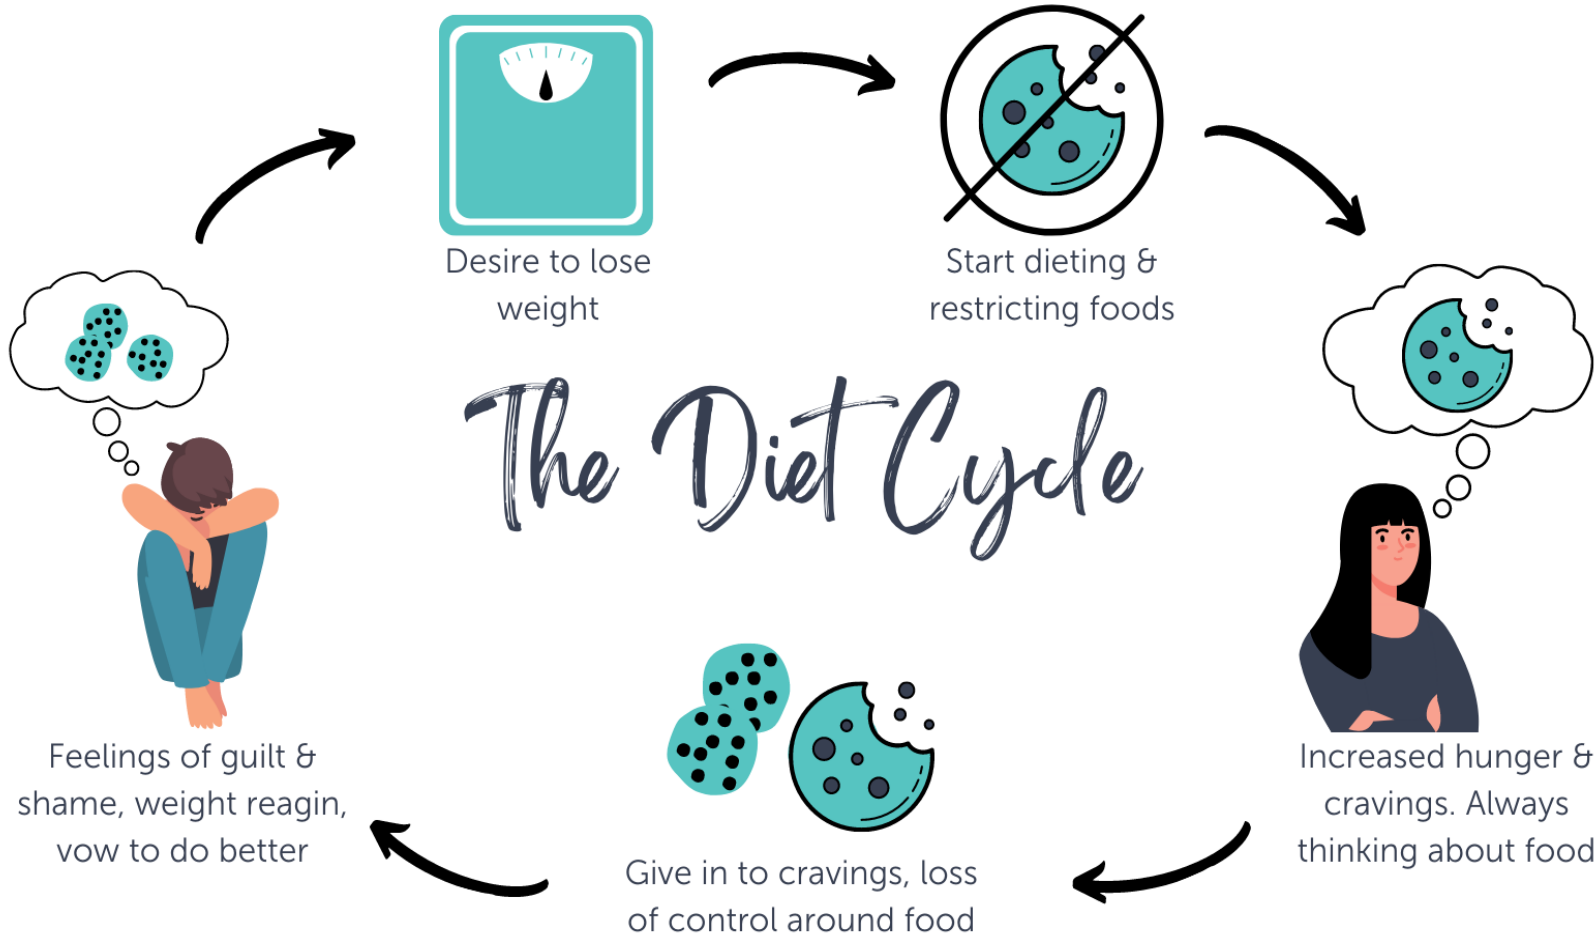 Desire to lose
weight
Start dieting &
restricting foods
The Diet Cycle
Increased hunger &
cravings. Always
thinking about food
Give in to cravings, loss
of control around food
Feelings of guilt &
shame, weight reagin,
vow to do better